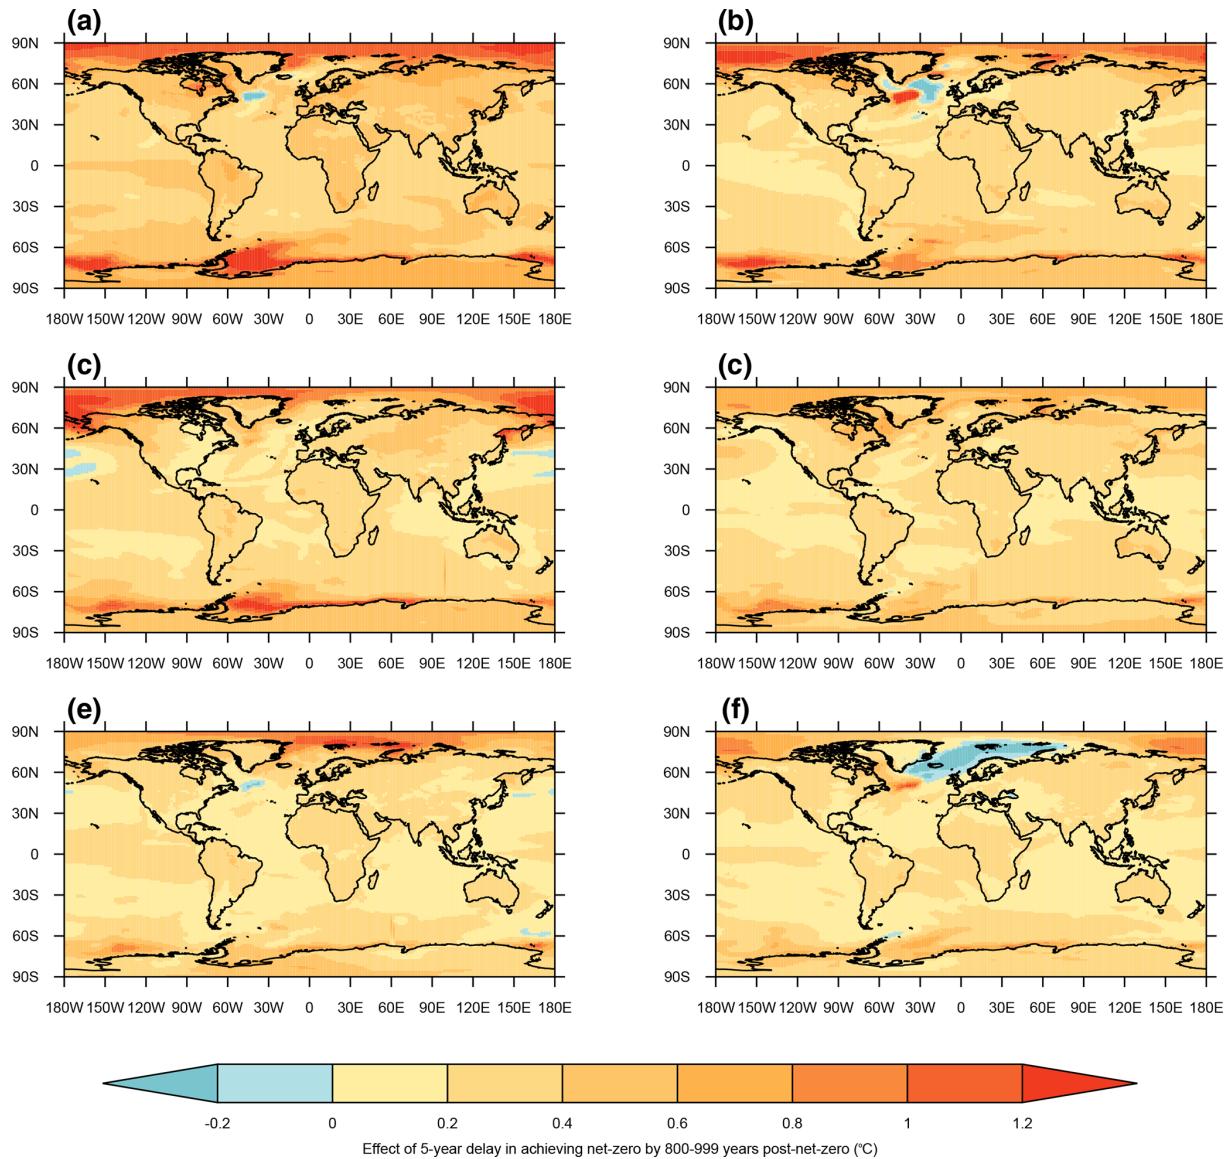 (a)
90N
60N
30N
0
30S
60S
90S
180W 150W 120W 90W 60W 30W 0 30E 60E 90E 120E 150E 180E
(b)
90N
60N
30N
0
30S
60S
90S
180W 150W 120W 90W 60W 30W 0 30E 60E 90E 120E 150E 180E
(c)
90N
60N
30N
0
30S
60S
90S
180W 150W 120W 90W 60W 30W 0 30E 60E 90E 120E 150E 180E
(c)
90N
60N
30N
0
30S
60S
90S
180W 150W 120W 90W 60W 30W 0 30E 60E 90E 120E 150E 180E
(e)
90N
60N
30N
0
30S
60S
90S
180W 150W 120W 90W 60W 30W 0 30E 60E 90E 120E 150E 180E
(f)
90N
60N
30N
0
30S
60S
90S
180W 150W 120W 90W 60W 30W 0 30E 60E 90E 120E 150E 180E
-0.2 0 0.2 0.4 0.6 0.8 1 1.2
Effect of 5-year delay in achieving net-zero by 800-999 years post-net-zero (°C)